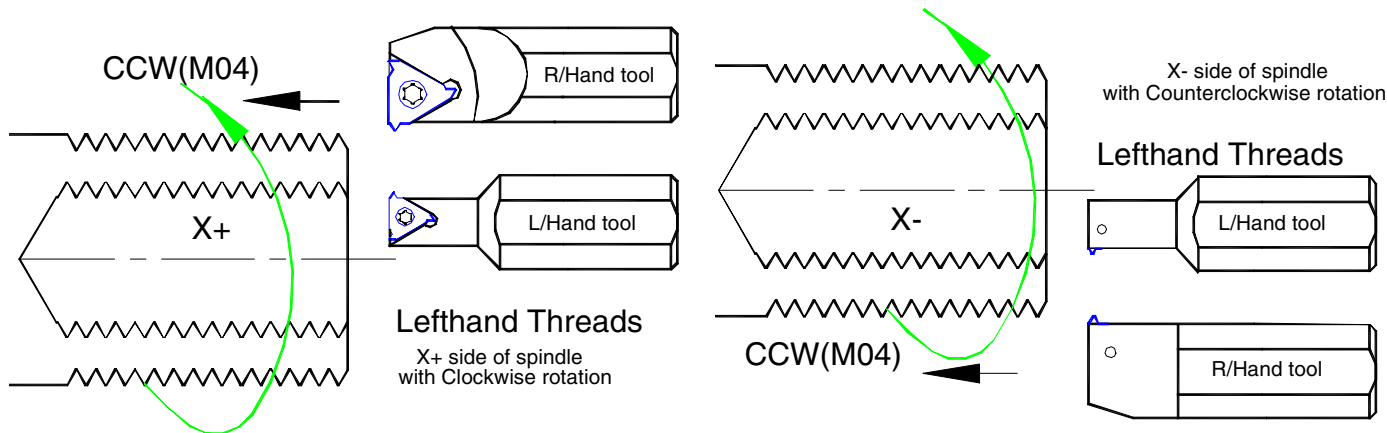 CCW(M04)
R/Hand tool
X+
L/Hand tool
Lefthand Threads
X+ side of spindle
with Clockwise rotation
X- side of spindle
with Counterclockwise rotation
Lefthand Threads
X-
L/Hand tool
CCW(M04)
R/Hand tool